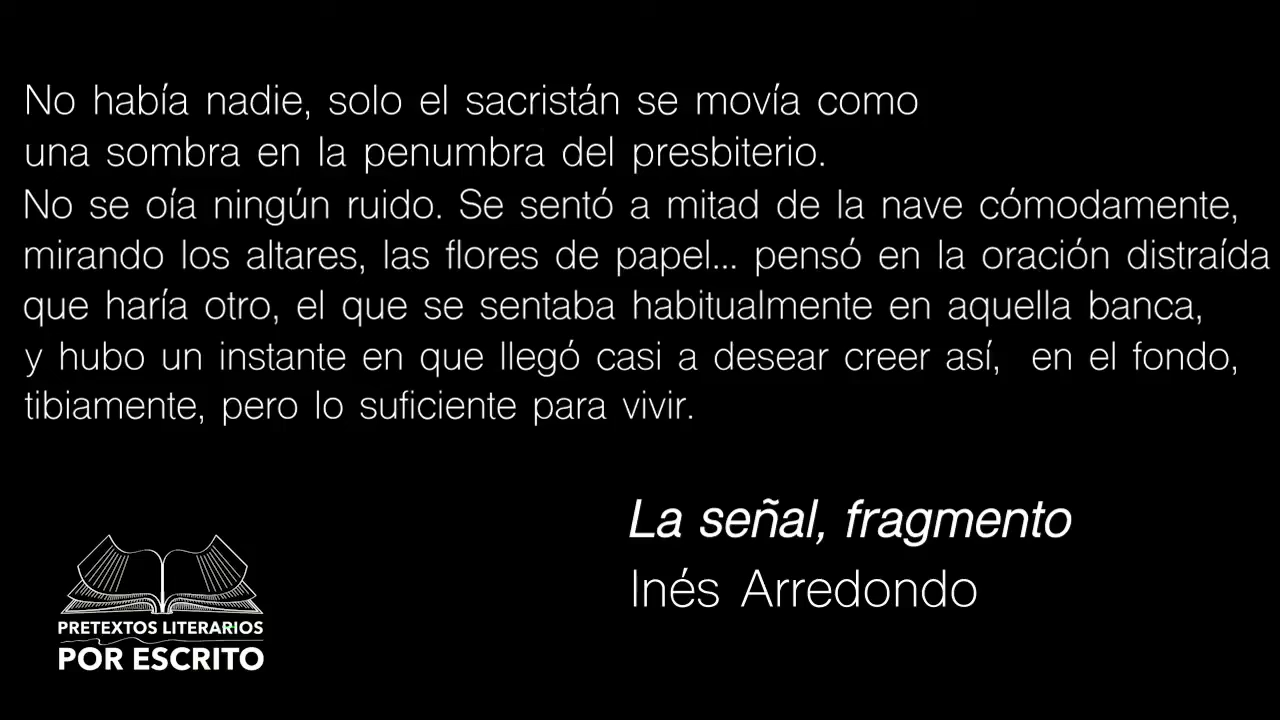 No había nadie, solo el sacristán se movía como
una sombra en la penumbra del presbiterio.
No se oía ningún ruido. Se sentó a mitad de la nave cómodamente,
mirando los altares, las flores de papel... pensó en la oración distraída
que haría otro, el que se sentaba habitualmente en aquella banca,
y hubo un instante en que llegó casi a desear creer así, en el fondo,
tibiamente, pero lo suficiente para vivir.
La señal, fragmento
Inés Arredondo
PRETEXTOS LITERARIOS
POR ESCRITO